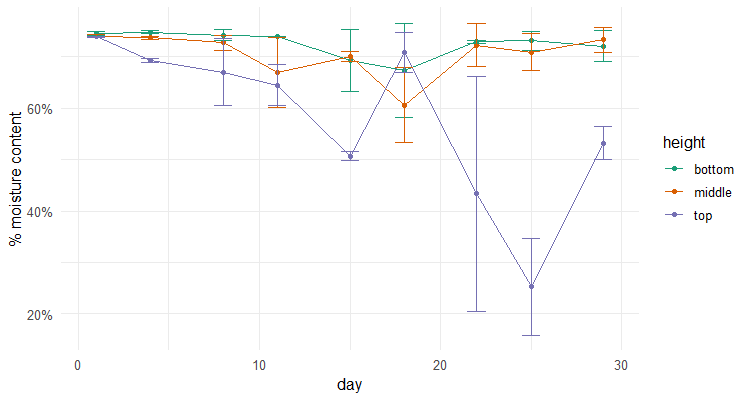 % moisture content
60%
40%
20%
0
10
20
30
day
height
bottom
middle
top